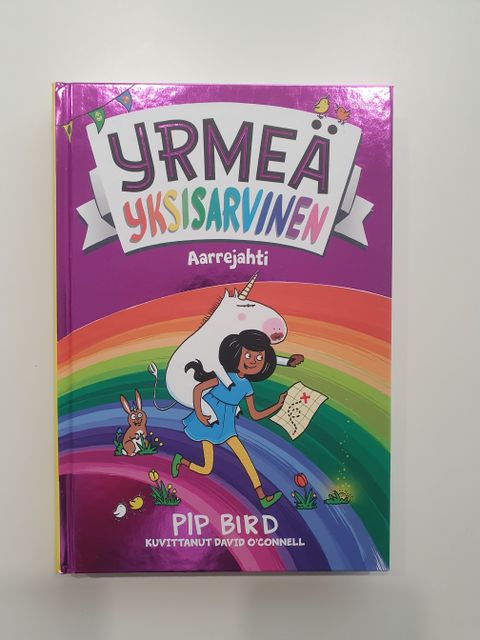 YRMEÄ
YKSISARVINEN
Aarrejahti
PIP BIRD
KUVITTANUT DAVID O'CONNELL